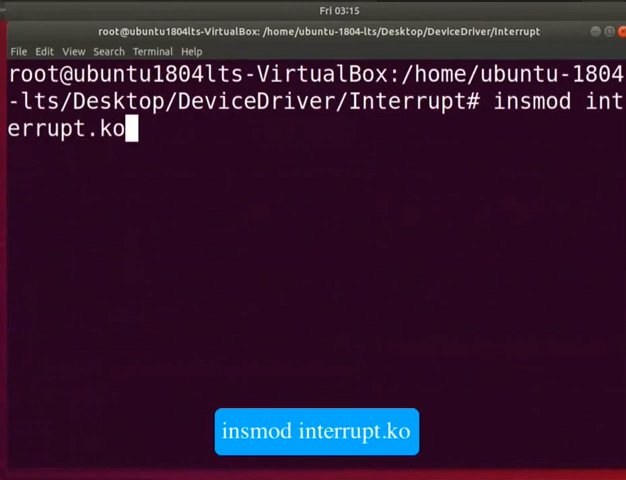 Fri 03:15
root@ubuntu1804lts-VirtualBox: /home/ubuntu-1804-lts/Desktop/DeviceDriver/Interrupt
File Edit View Search Terminal Help
root@ubuntu1804lts-VirtualBox:/home/ubuntu-1804
-lts/Desktop/DeviceDriver/Interrupt# insmod int
errupt.ko
insmod interrupt.ko